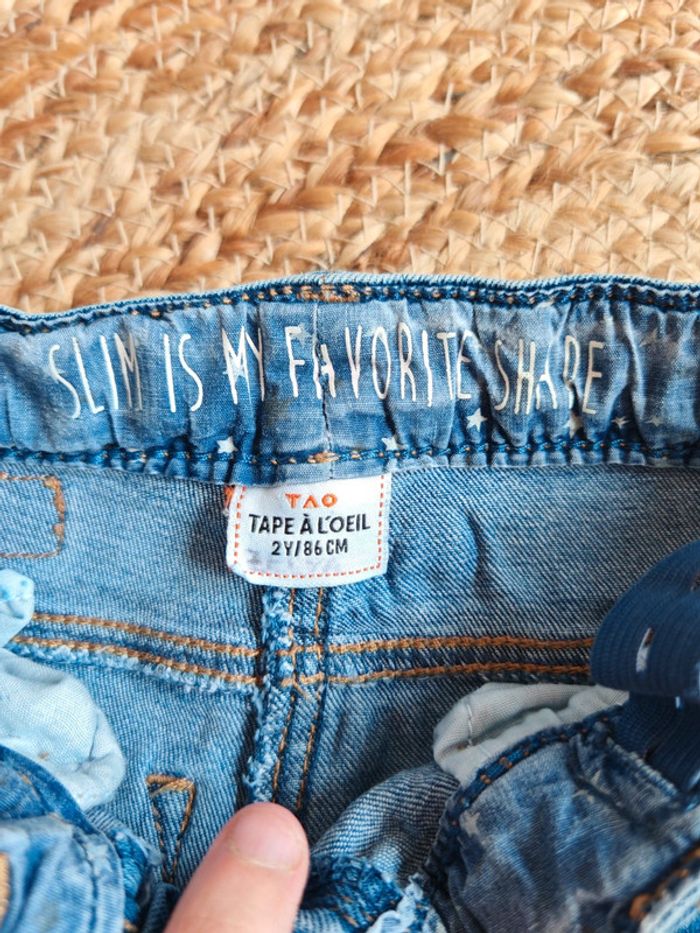 SLIM IS MY FAVORITE SHAPE
TAO
TAPE À L'OEIL
2Y/86CM